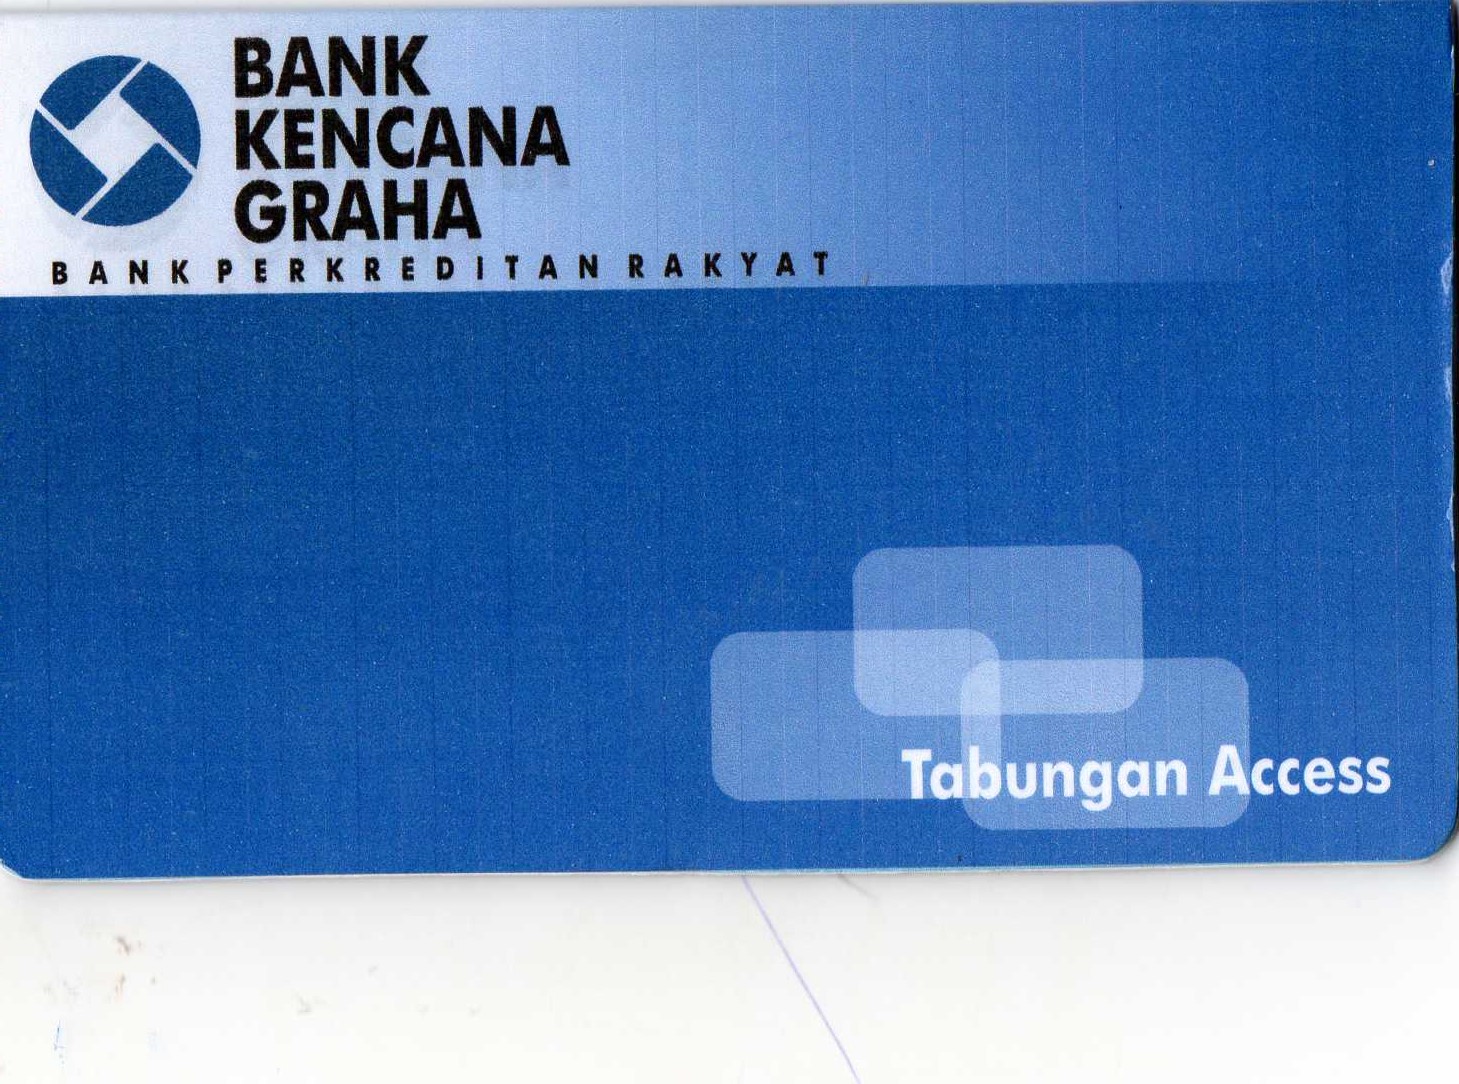 BANK
KENCANA
GRAHA
BANK PERKREDITAN RAKYAT
Tabungan Access